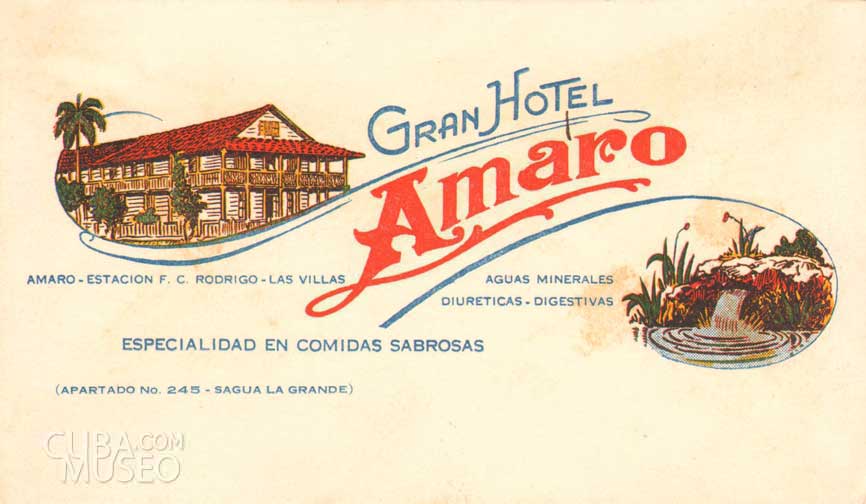 GRAN HOTEL
Amaro
AMARO - ESTACION F. C. RODRIGO - LAS VILLAS
AGUAS MINERALES
DIURETICAS - DIGESTIVAS
ESPECIALIDAD EN COMIDAS SABROSAS
(APARTADO No. 245 - SAGUA LA GRANDE)
CUBA.COM
MUSEO